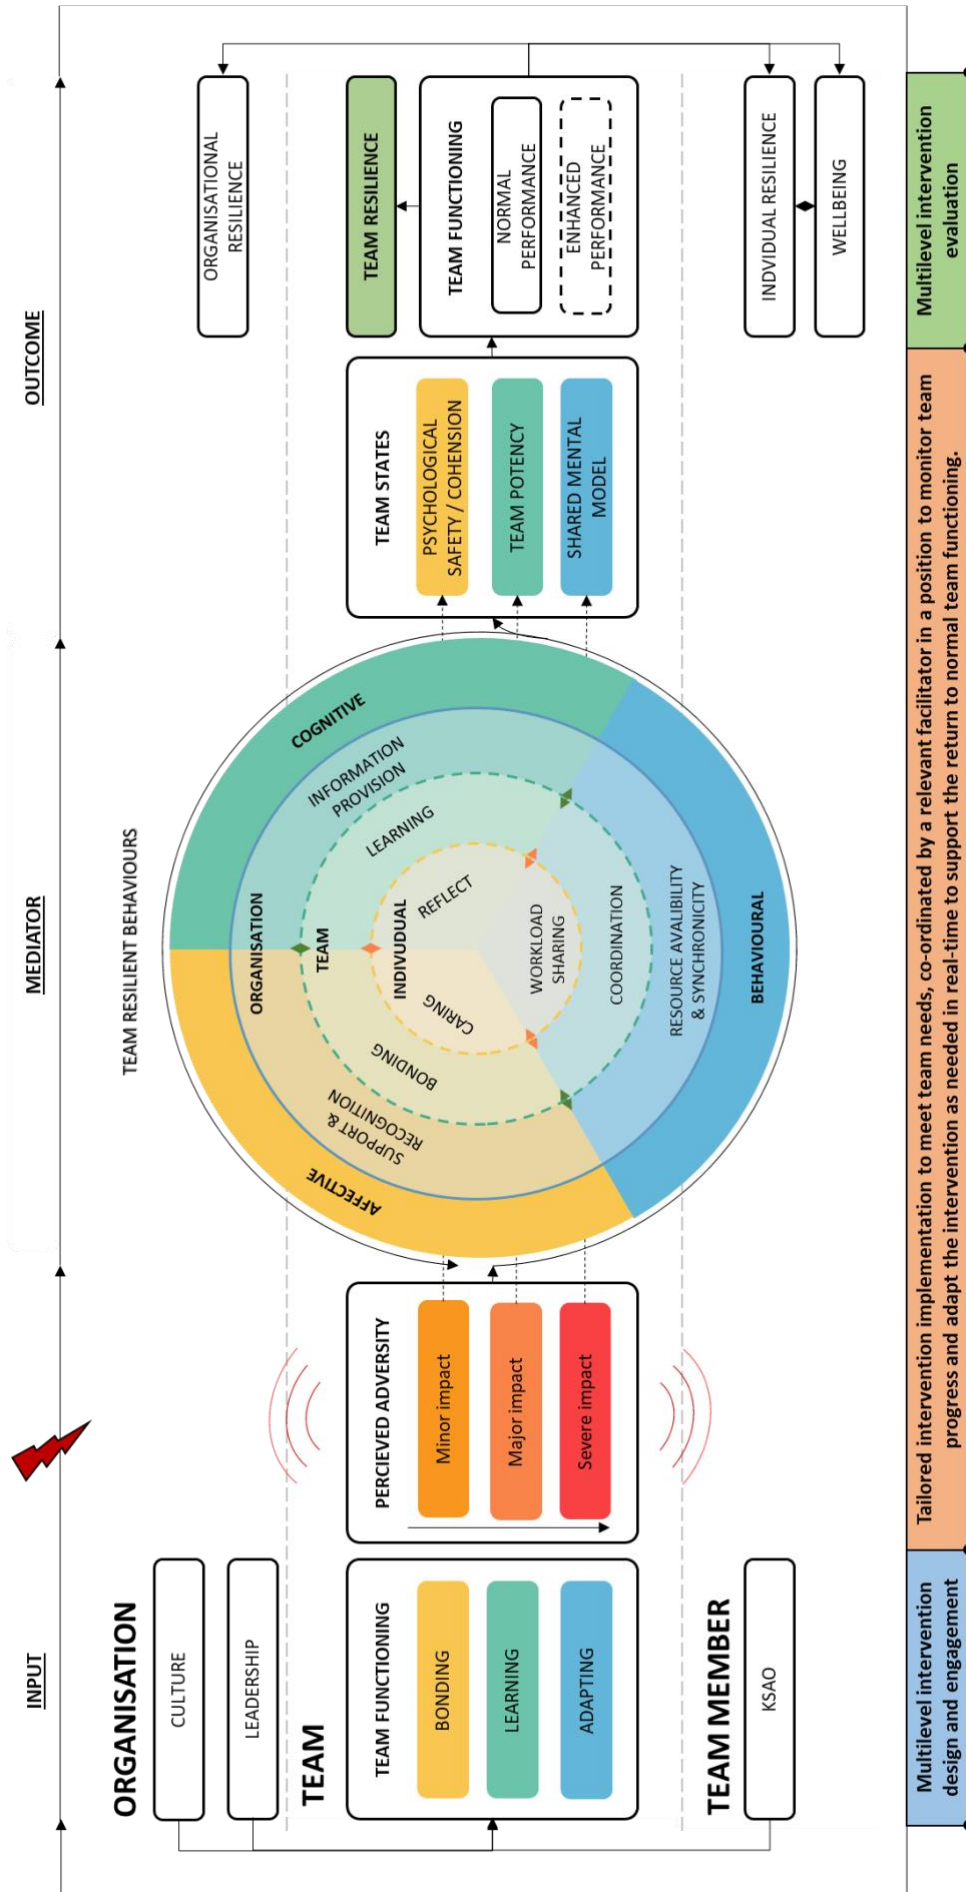 INPUT
MEDIATOR
OUTCOME
ORGANISATION
CULTURE
LEADERSHIP
TEAM
TEAM FUNCTIONING
BONDING
LEARNING
ADAPTING
TEAM MEMBER
KSAO
PERCIEVED ADVERSITY
Minor impact
Major impact
Severe impact
TEAM RESILIENT BEHAVIOURS
AFFECTIVE
COGNITIVE
BEHAVIOURAL
ORGANISATION
SUPPORT &
RECOGNITION
INFORMATION
PROVISION
RESOURCE AVALIBILITY
& SYNCHRONICITY
TEAM
BONDING
LEARNING
COORDINATION
INDIVUDUAL
CARING
REFLECT
WORKLOAD
SHARING
TEAM STATES
PSYCHOLOGICAL
SAFETY / COHENSION
TEAM POTENCY
SHARED MENTAL
MODEL
ORGANISATIONAL
RESILIENCE
TEAM RESILIENCE
TEAM FUNCTIONING
NORMAL
PERFORMANCE
ENHANCED
PERFORMANCE
INDVIDUAL RESILIENCE
WELLBEING
Multilevel intervention
design and engagement
Tailored intervention implementation to meet team needs, co-ordinated by a relevant facilitator in a position to monitor team
progress and adapt the intervention as needed in real-time to support the return to normal team functioning.
Multilevel intervention
evaluation